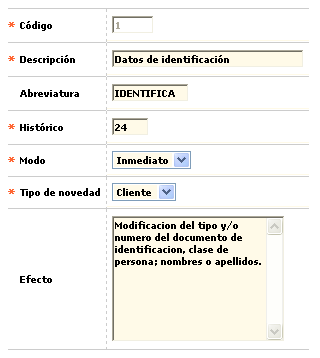 * Código 1
* Descripción Datos de identificación
Abreviatura IDENTIFICA
* Histórico 24
* Modo Inmediato
* Tipo de novedad Cliente
Efecto
Modificacion del tipo y/o
numero del documento de
identificacion, clase de
persona; nombres o apellidos.